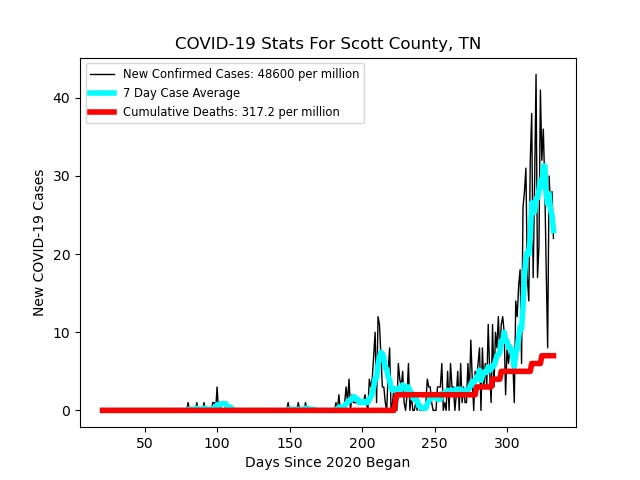 COVID-19 Stats For Scott County, TN
New Confirmed Cases: 48600 per million
7 Day Case Average
Cumulative Deaths: 317.2 per million
New COVID-19 Cases
40
30
20
10
0
50 100 150 200 250 300
Days Since 2020 Began